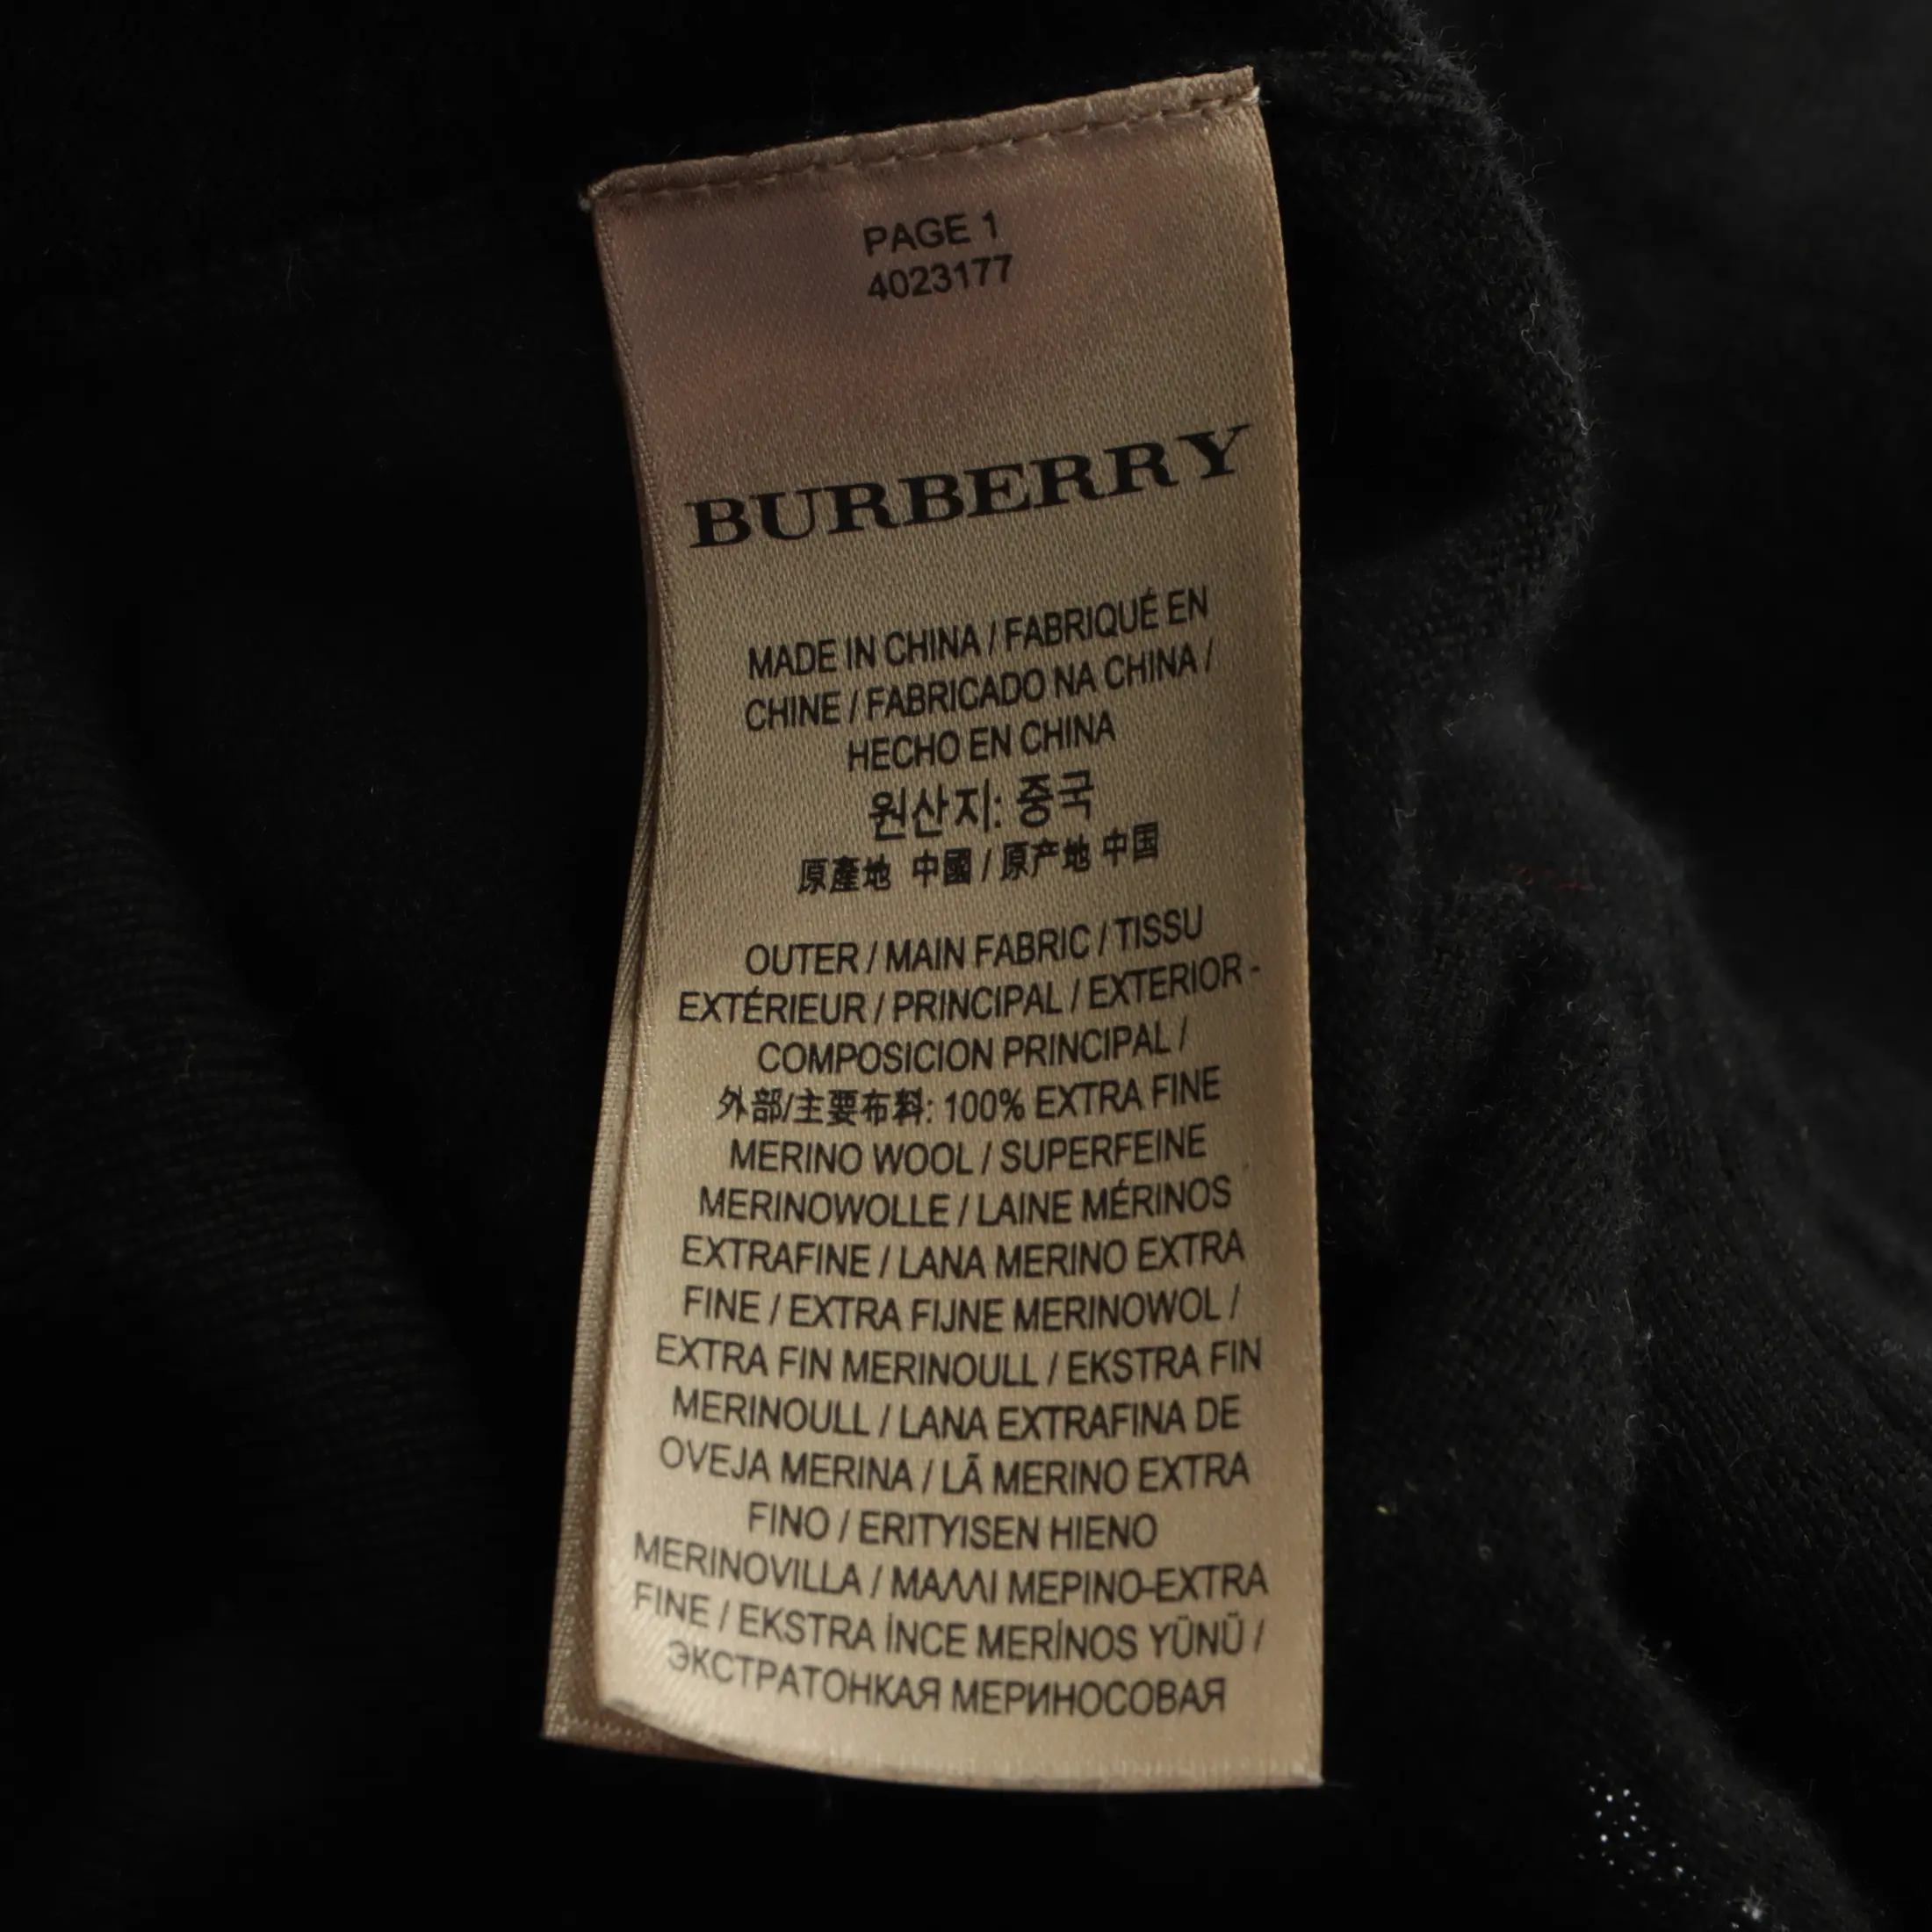 PAGE 1
4023177
BURBERRY
MADE IN CHINA / FABRIQUÉ EN
CHINE / FABRICADO NA CHINA /
HECHO EN CHINA
원산지: 중국
原產地 中國 / 原产地 中国
OUTER / MAIN FABRIC / TISSU
EXTÉRIEUR / PRINCIPAL / EXTERIOR -
COMPOSICION PRINCIPAL /
外部/主要布料: 100% EXTRA FINE
MERINO WOOL / SUPERFEINE
MERINOWOLLE / LAINE MÉRINOS
EXTRAFINE / LANA MERINO EXTRA
FINE / EXTRA FIJNE MERINOWOL /
EXTRA FIN MERINOULL / EKSTRA FIN
MERINOULL / LANA EXTRAFINA DE
OVEJA MERINA / LÃ MERINO EXTRA
FINO / ERITYISEN HIENO
MERINOVILLA / ΜΑΛΛΙ ΜΕΡΙΝΟ-EXTRA
FINE / EKSTRA İNCE MERİNOS YÜNÜ /
ЭКСТРАТОНКАЯ МЕРИНОСОВАЯ